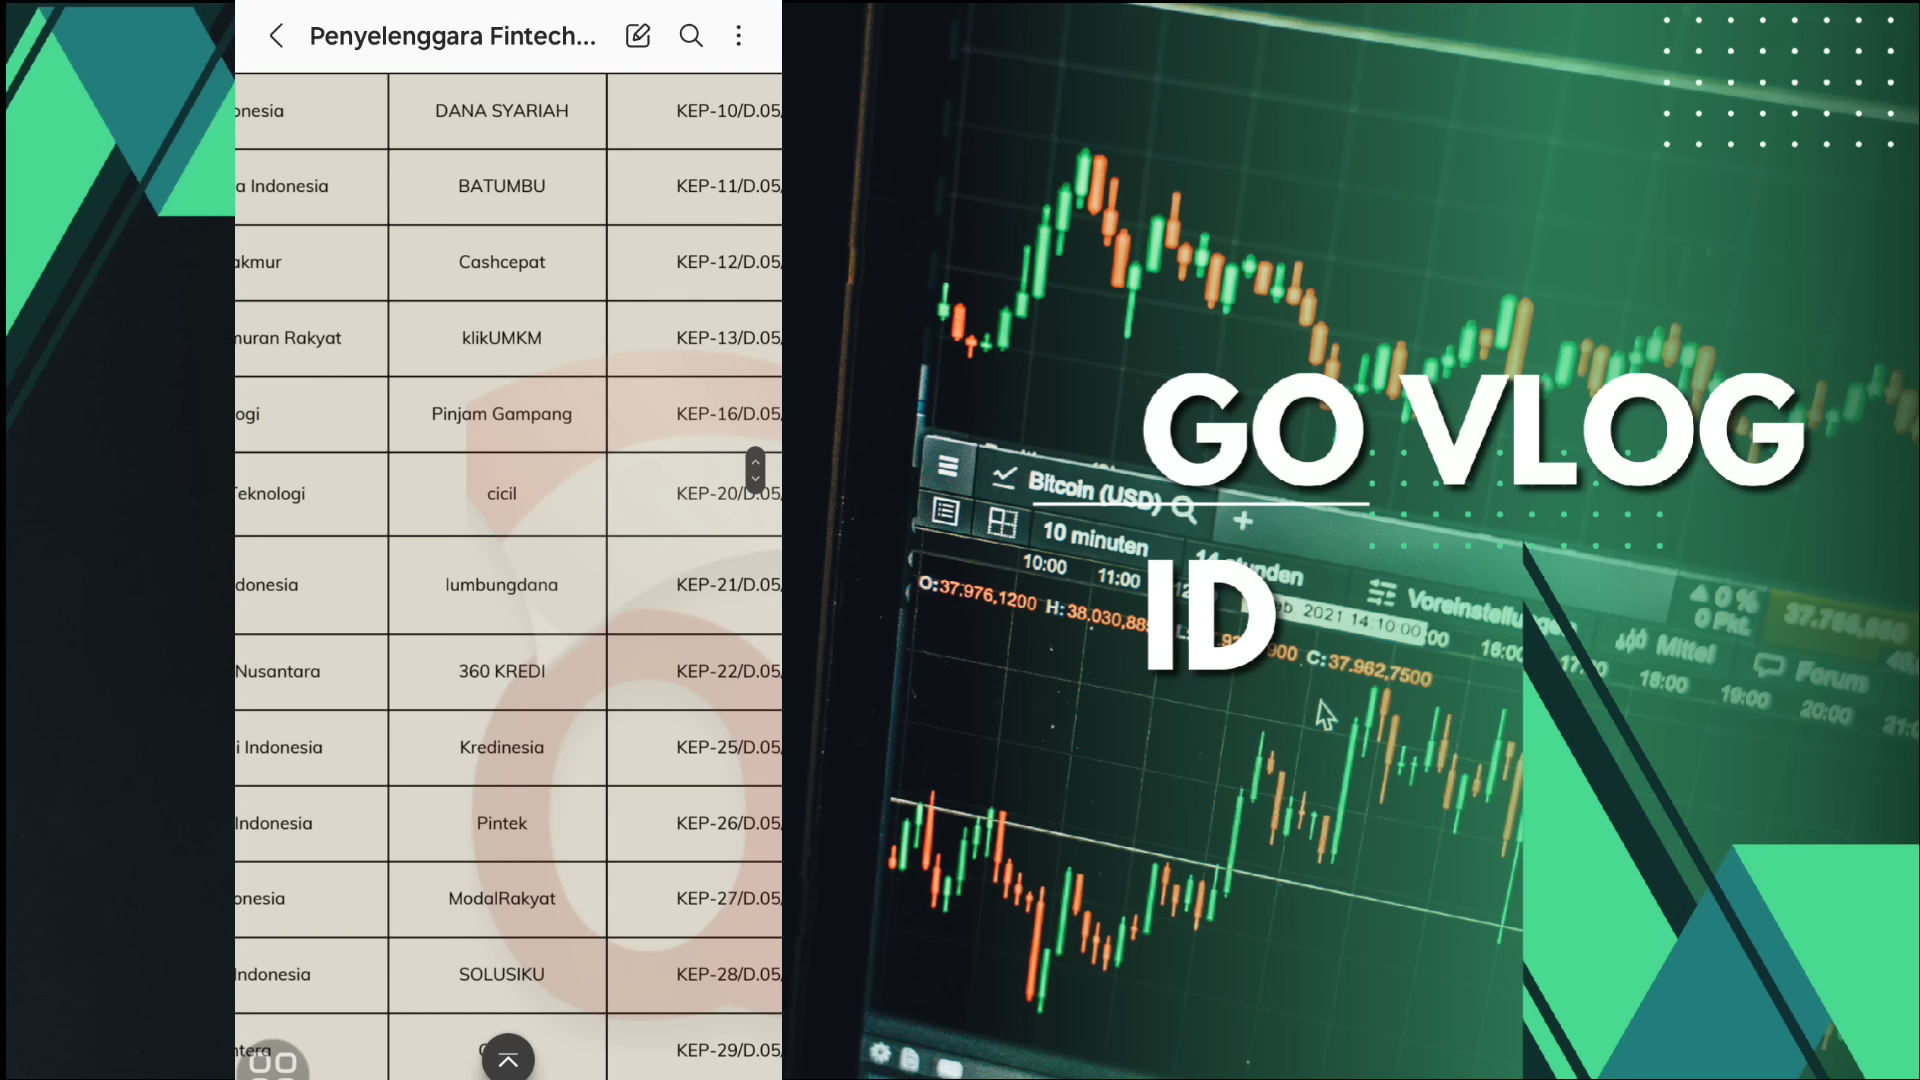 Penyelenggara Fintech...
onesia DANA SYARIAH KEP-10/D.05/
a Indonesia BATUMBU KEP-11/D.05/
akmur Cashcepat KEP-12/D.05/
nuran Rakyat klikUMKM KEP-13/D.05/
ogi Pinjam Gampang KEP-16/D.05/
Teknologi cicil KEP-20/D.05/
donesia lumbungdana KEP-21/D.05/
Nusantara 360 KREDI KEP-22/D.05/
i Indonesia Kredinesia KEP-25/D.05/
Indonesia Pintek KEP-26/D.05/
onesia ModalRakyat KEP-27/D.05/
Indonesia SOLUSIKU KEP-28/D.05/
ntera KEP-29/D.05/
GO VLOG
ID
Bitcoin (USD)
10 minuten
10:00 11:00
O:37.976,1200 H:38.030,88
C:37.962,7500
2021 14:10:00
16:00
18:00 19:00 20:00
0 %
0 Pkt.
Mittel Forum